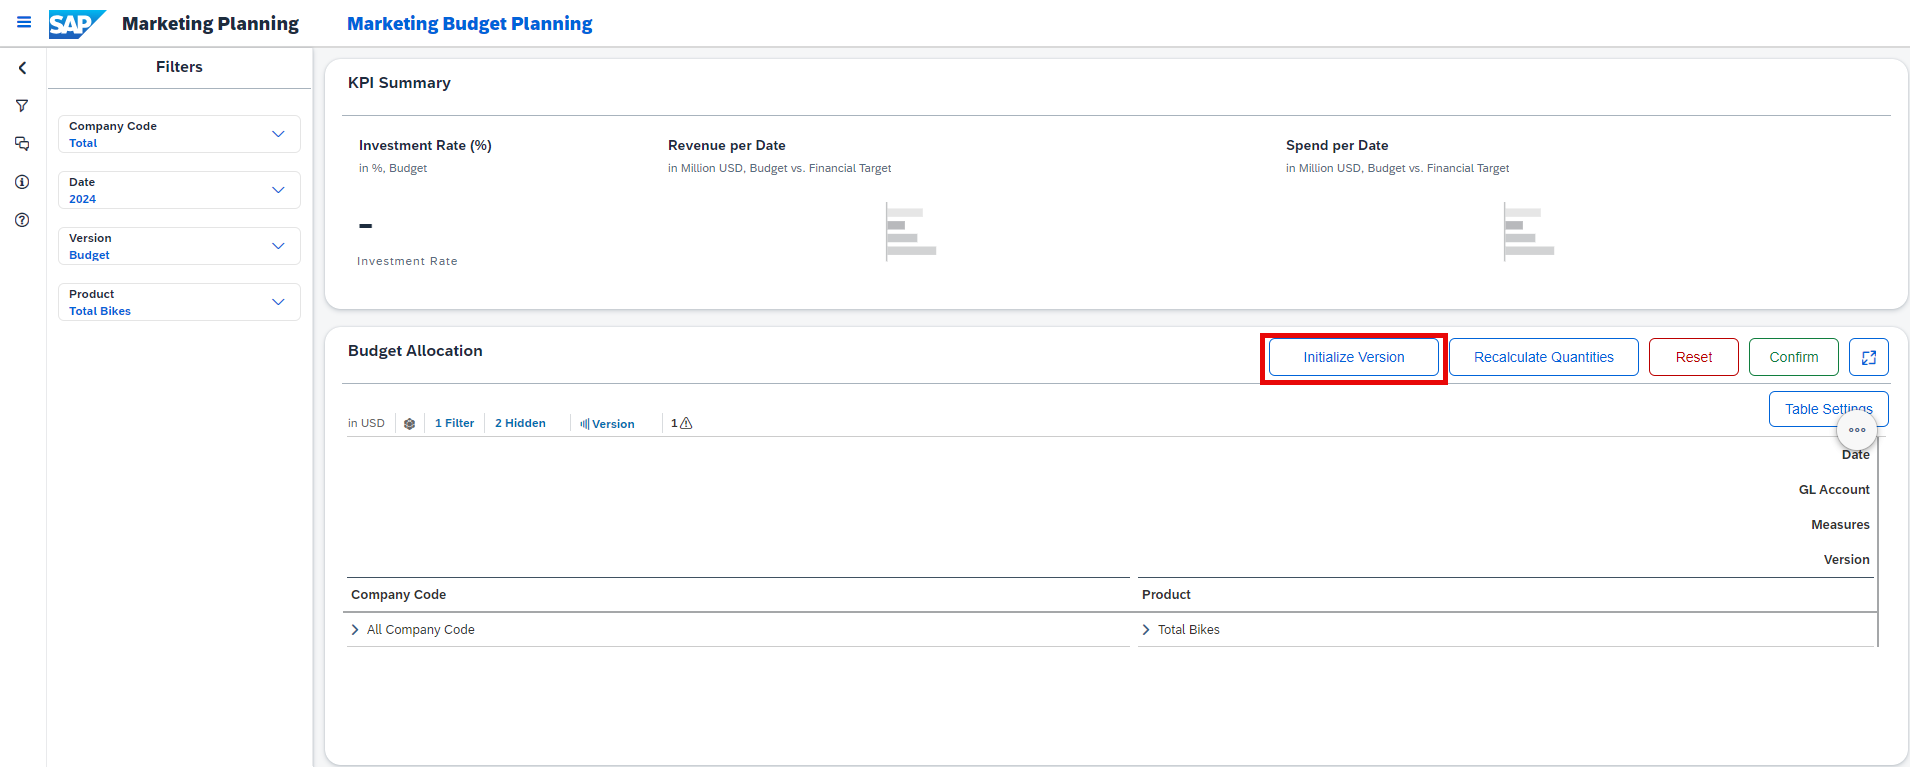 SAP Marketing Planning Marketing Budget Planning
Filters
Company Code
Total
Date
2024
Version
Budget
Product
Total Bikes
KPI Summary
Investment Rate (%)
in %, Budget
–
Investment Rate
Revenue per Date
in Million USD, Budget vs. Financial Target
Spend per Date
in Million USD, Budget vs. Financial Target
Budget Allocation
Initialize Version
Recalculate Quantities
Reset
Confirm
Table Settings
in USD 1 Filter 2 Hidden Version 1
Date
GL Account
Measures
Version
Company Code Product
All Company Code Total Bikes